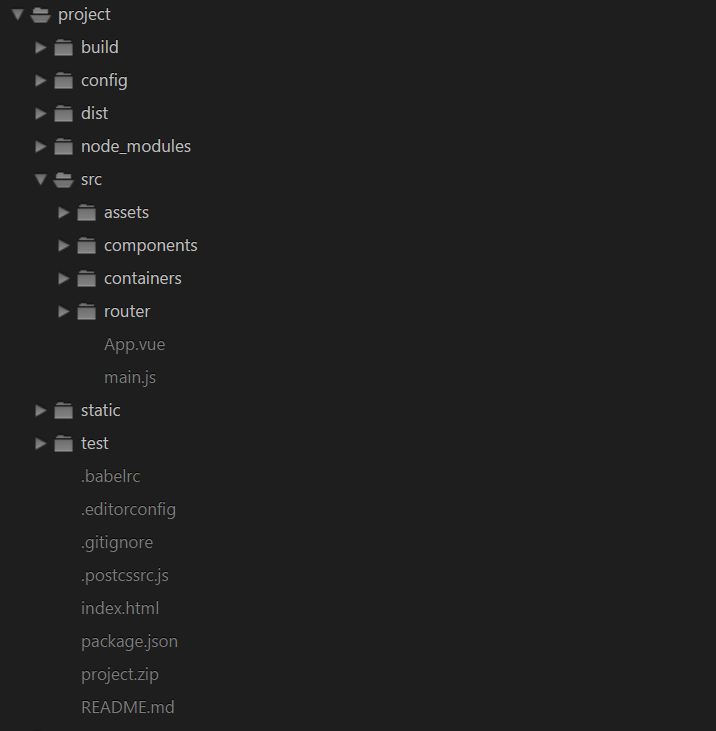 project
build
config
dist
node_modules
src
assets
components
containers
router
App.vue
main.js
static
test
.babelrc
.editorconfig
.gitignore
.postcssrc.js
index.html
package.json
project.zip
README.md